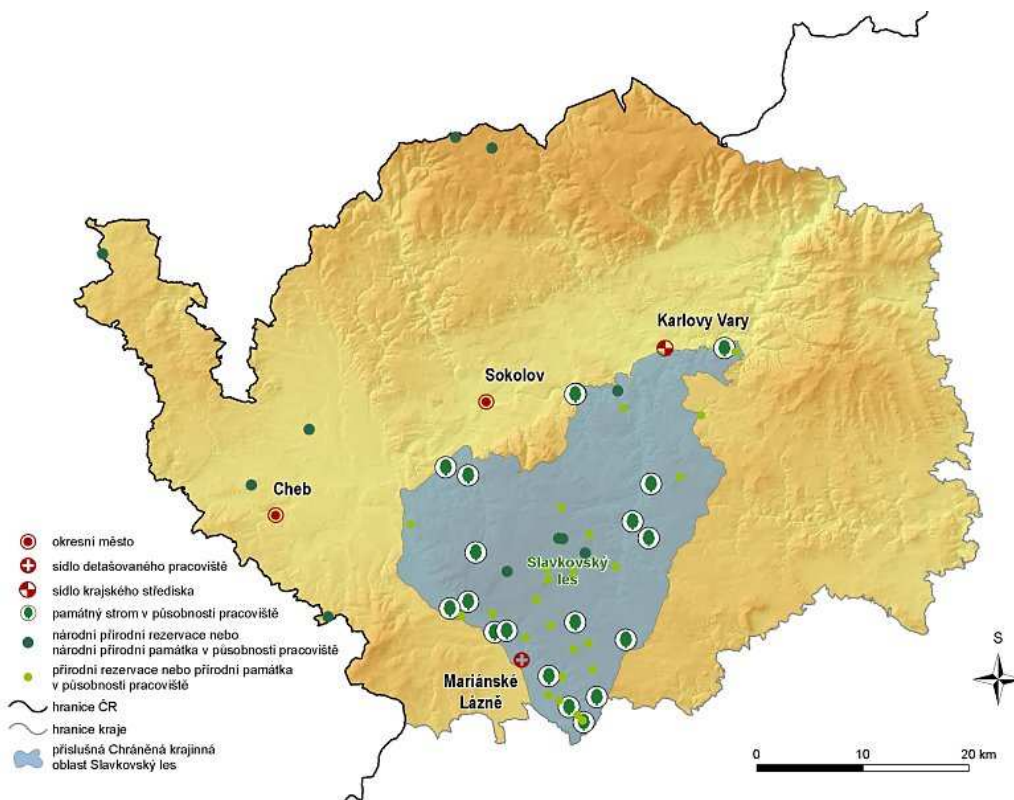 Karlovy Vary
Sokolov
Cheb
Slavkovský
les
Mariánské
Lázně
okresní město
sídlo detašovaného pracoviště
sídlo krajského střediska
památný strom v působnosti pracoviště
národní přírodní rezervace nebo
národní přírodní památka v působnosti pracoviště
přírodní rezervace nebo přírodní památka
v působnosti pracoviště
hranice ČR
hranice kraje
příslušná Chráněná krajinná
oblast Slavkovský les
S
0 10 20 km